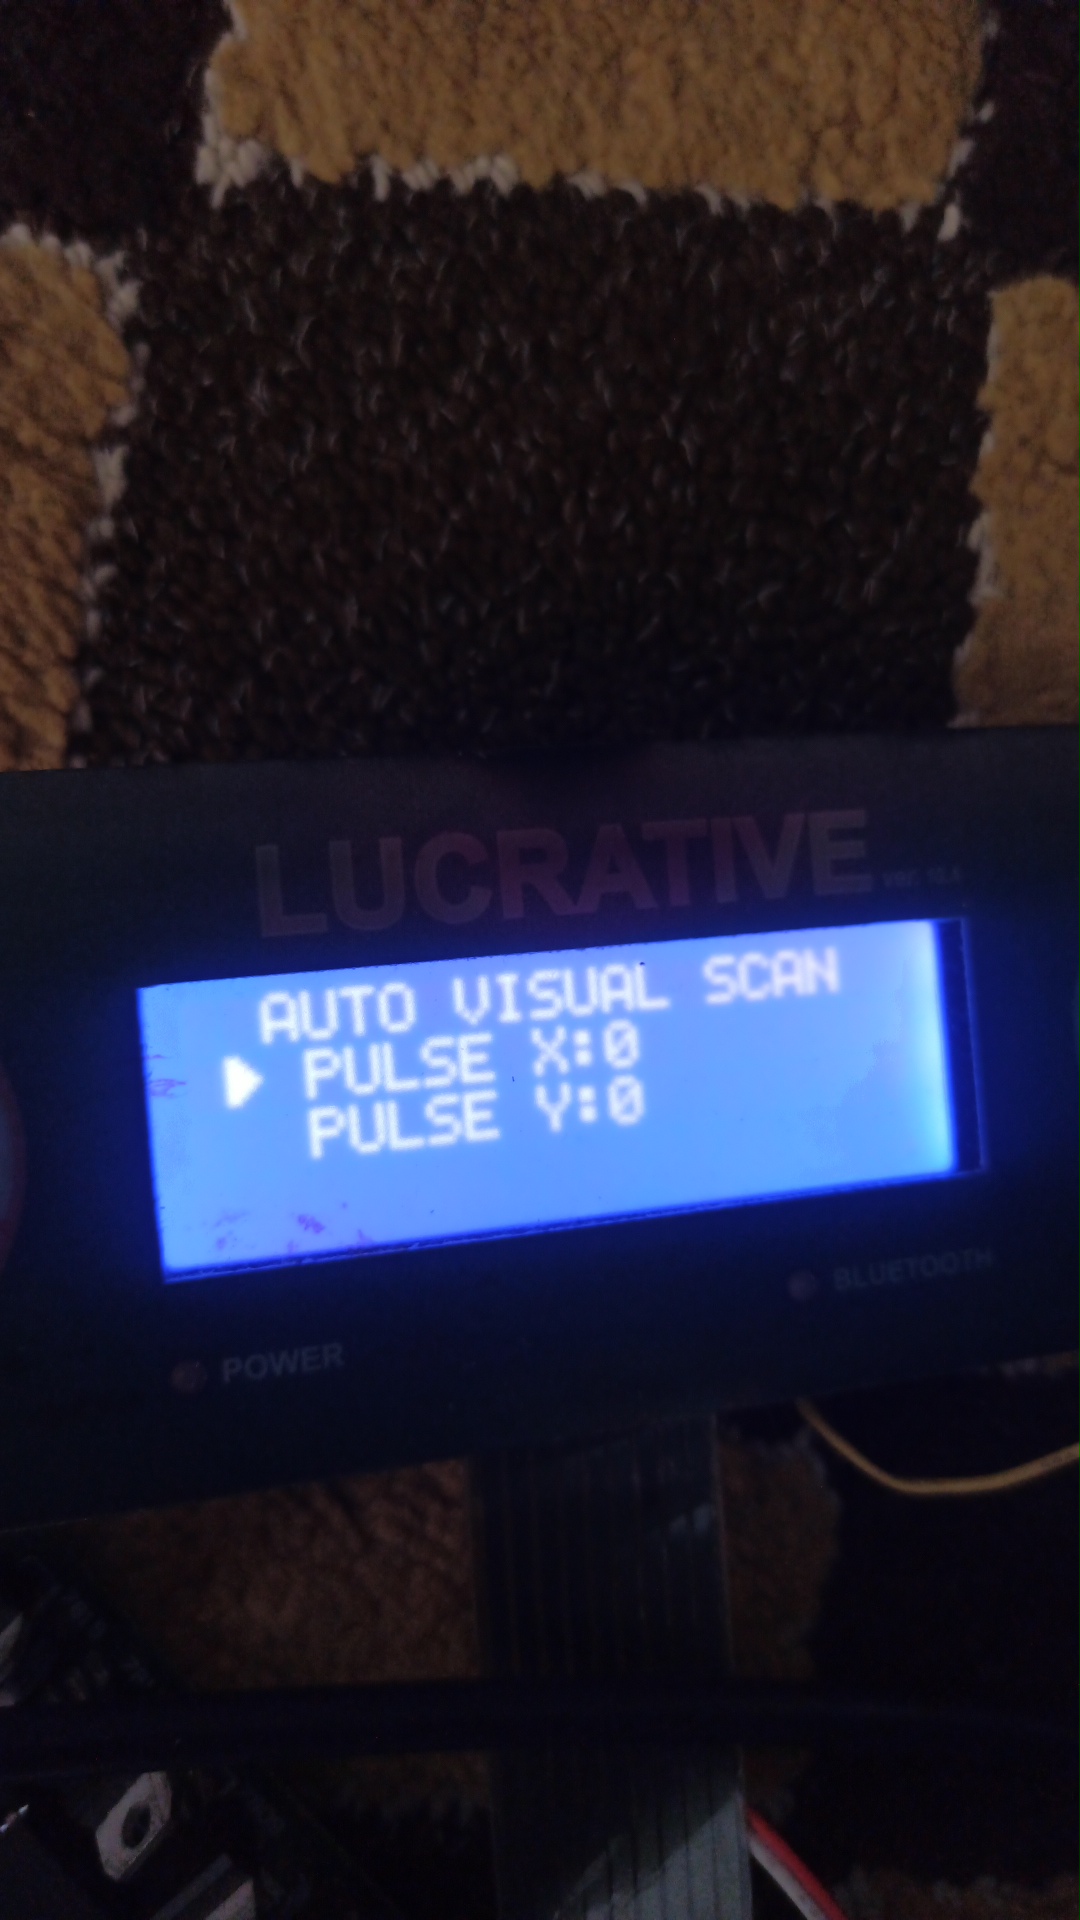 LUCRATIVE
AUTO VISUAL SCAN
PULSE X:0
PULSE Y:0
BLUETOOTH
POWER